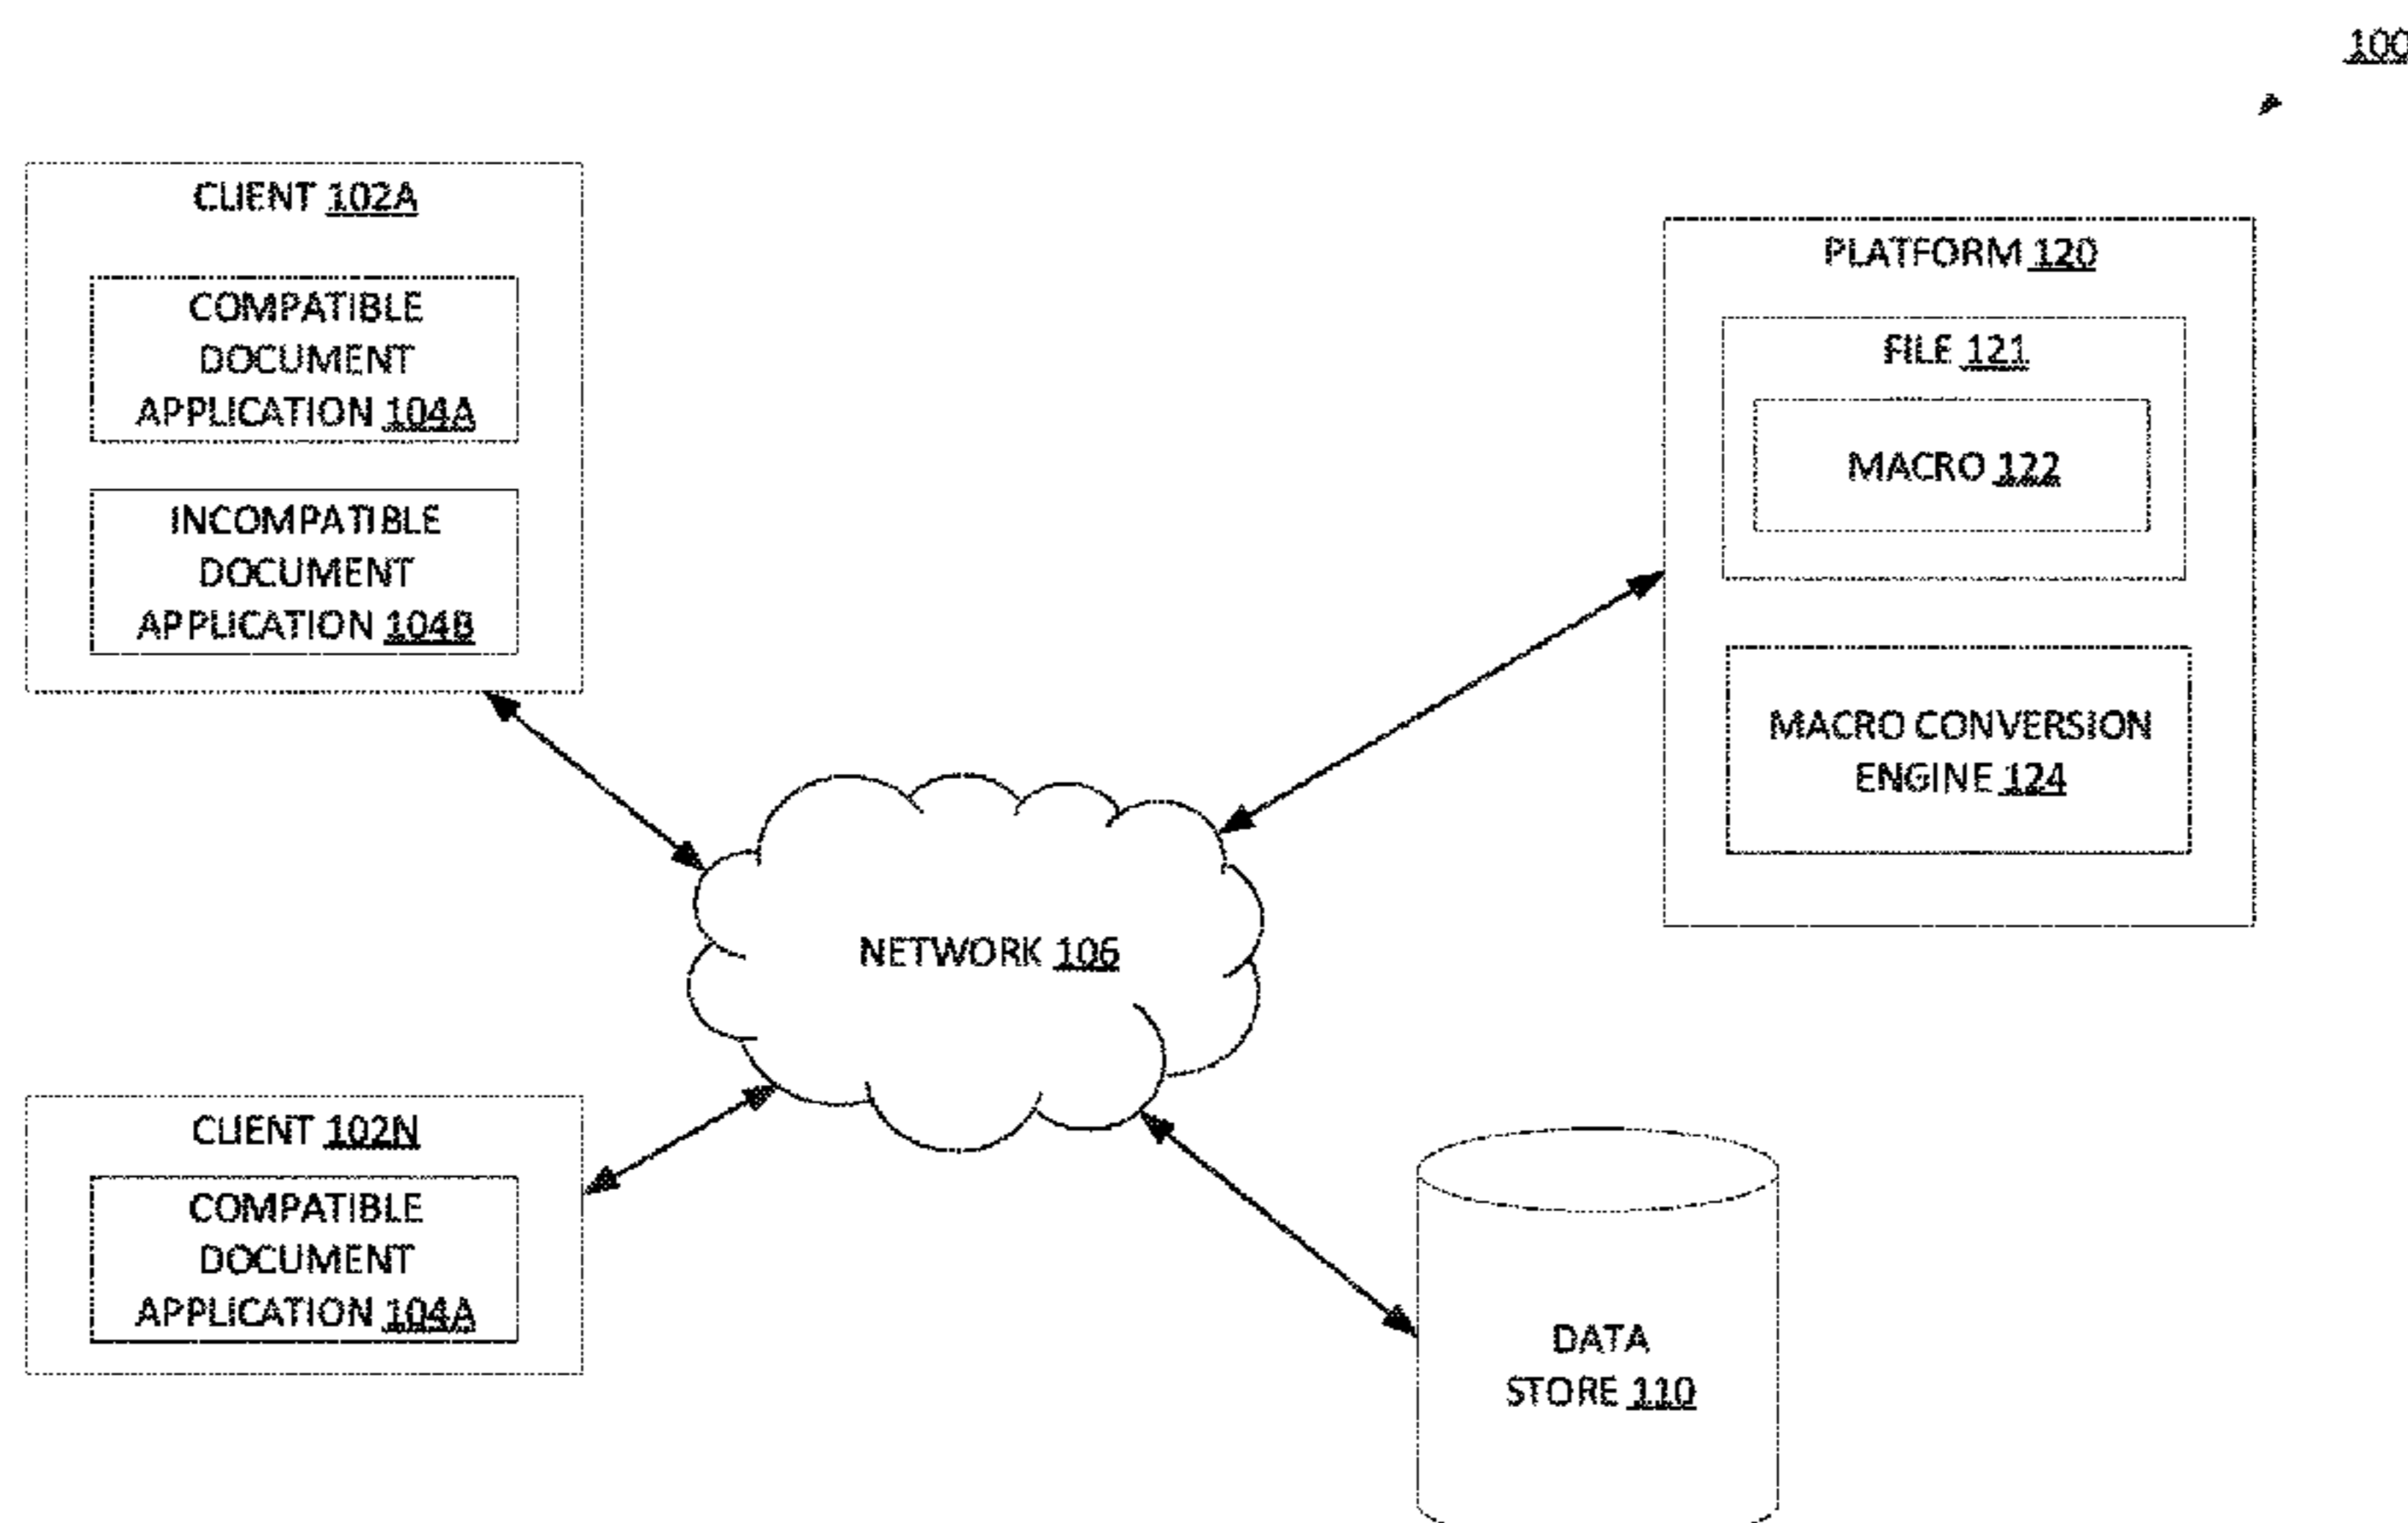 100
CLIENT 102A
COMPATIBLE
DOCUMENT
APPLICATION 104A
INCOMPATIBLE
DOCUMENT
APPLICATION 104B
PLATFORM 120
FILE 121
MACRO 122
MACRO CONVERSION
ENGINE 124
NETWORK 106
CLIENT 102N
COMPATIBLE
DOCUMENT
APPLICATION 104A
DATA
STORE 110